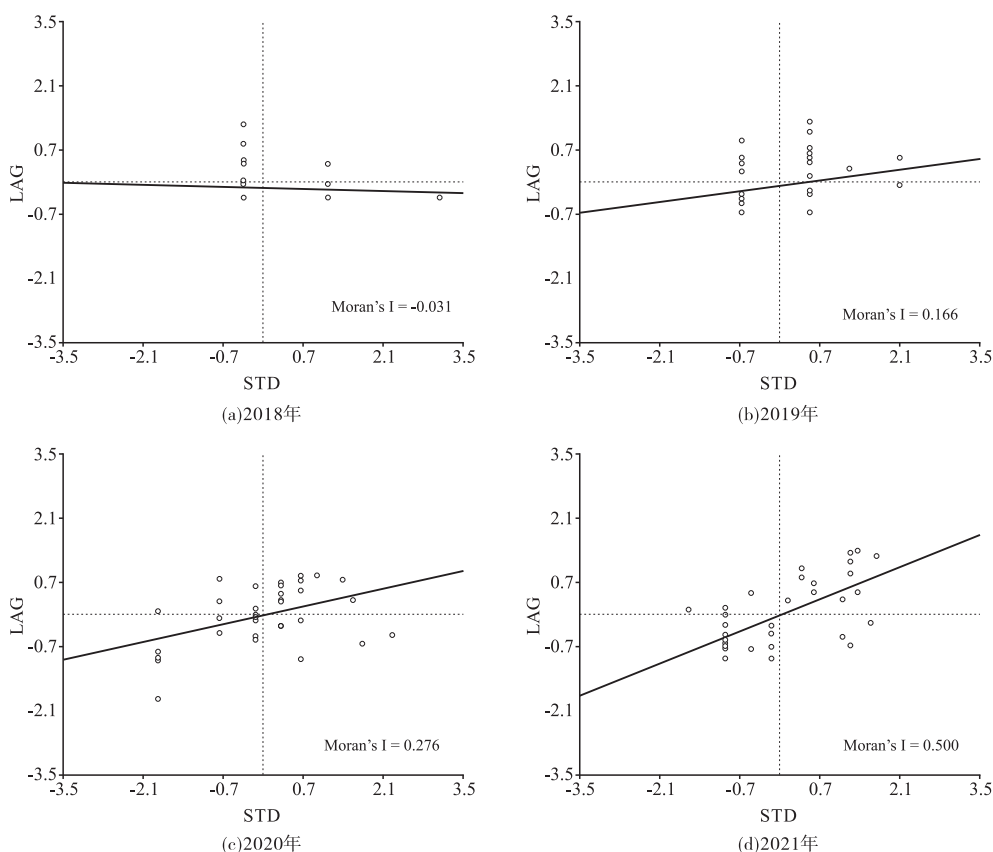 3.5
2.1
0.7
-0.7
-2.1
-3.5
LAG
Moran's I = -0.031
-3.5 -2.1 -0.7 0.7 2.1 3.5
STD
(a)2018年
3.5
2.1
0.7
-0.7
-2.1
-3.5
LAG
Moran's I = 0.166
-3.5 -2.1 -0.7 0.7 2.1 3.5
STD
(b)2019年
3.5
2.1
0.7
-0.7
-2.1
-3.5
LAG
Moran's I = 0.276
-3.5 -2.1 -0.7 0.7 2.1 3.5
STD
(c)2020年
3.5
2.1
0.7
-0.7
-2.1
-3.5
LAG
Moran's I = 0.500
-3.5 -2.1 -0.7 0.7 2.1 3.5
STD
(d)2021年